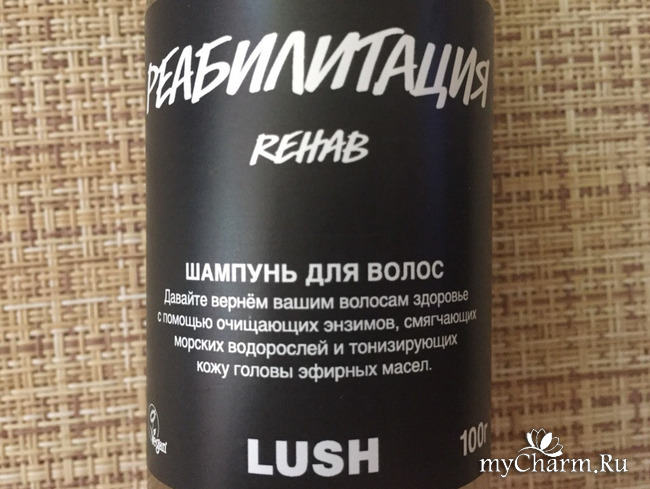 РЕАБИЛИТАЦИЯ
REHAB
ШАМПУНЬ ДЛЯ ВОЛОС
Давайте вернём вашим волосам здоровье
с помощью очищающих энзимов, смягчающих
морских водорослей и тонизирующих
кожу головы эфирных масел.
Vegan
LUSH
100г
myCharm.Ru